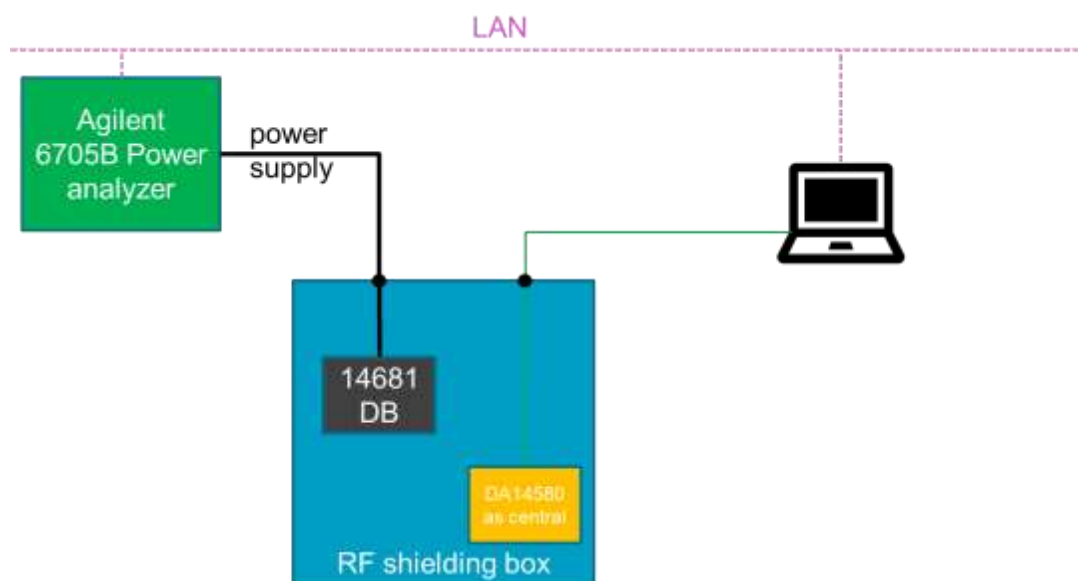 LAN
Agilent
6705B Power
analyzer
power
supply
14681
DB
DA14580
as central
RF shielding box